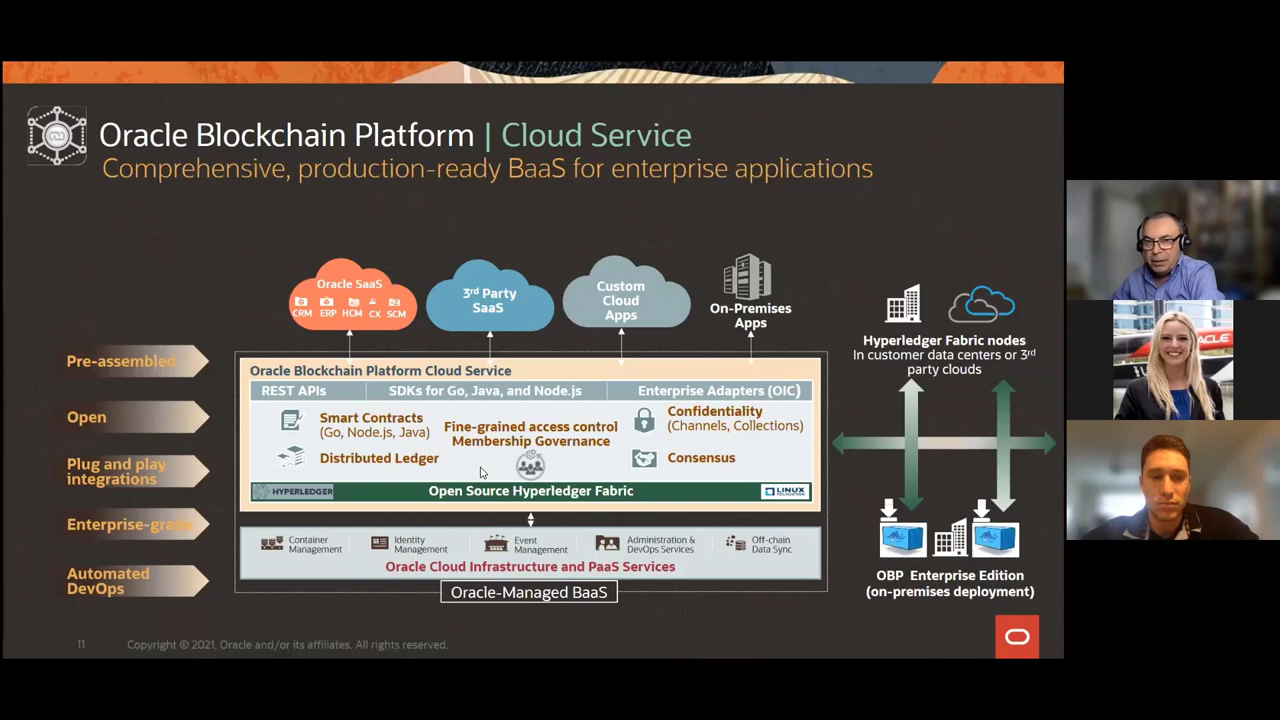 Oracle Blockchain Platform | Cloud Service
Comprehensive, production-ready BaaS for enterprise applications
Oracle SaaS
CRM ERP HCM CX SCM
3rd Party
SaaS
Custom
Cloud
Apps
On-Premises
Apps
Pre-assembled
Open
Plug and play
integrations
Enterprise-grade
Automated
DevOps
Oracle Blockchain Platform Cloud Service
REST APIs
SDKs for Go, Java, and Node.js
Enterprise Adapters (OIC)
Smart Contracts
(Go, Node.js, Java)
Distributed Ledger
Fine-grained access control
Membership Governance
Confidentiality
(Channels, Collections)
Consensus
HYPERLEDGER
Open Source Hyperledger Fabric
LINUX
FOUNDATION
Container
Management
Identity
Management
Event
Management
Administration &
DevOps Services
Off-chain
Data Sync
Oracle Cloud Infrastructure and PaaS Services
Oracle-Managed BaaS
Hyperledger Fabric nodes
In customer data centers or 3rd
party clouds
OBP Enterprise Edition
(on-premises deployment)
11
Copyright © 2021, Oracle and/or its affiliates. All rights reserved.